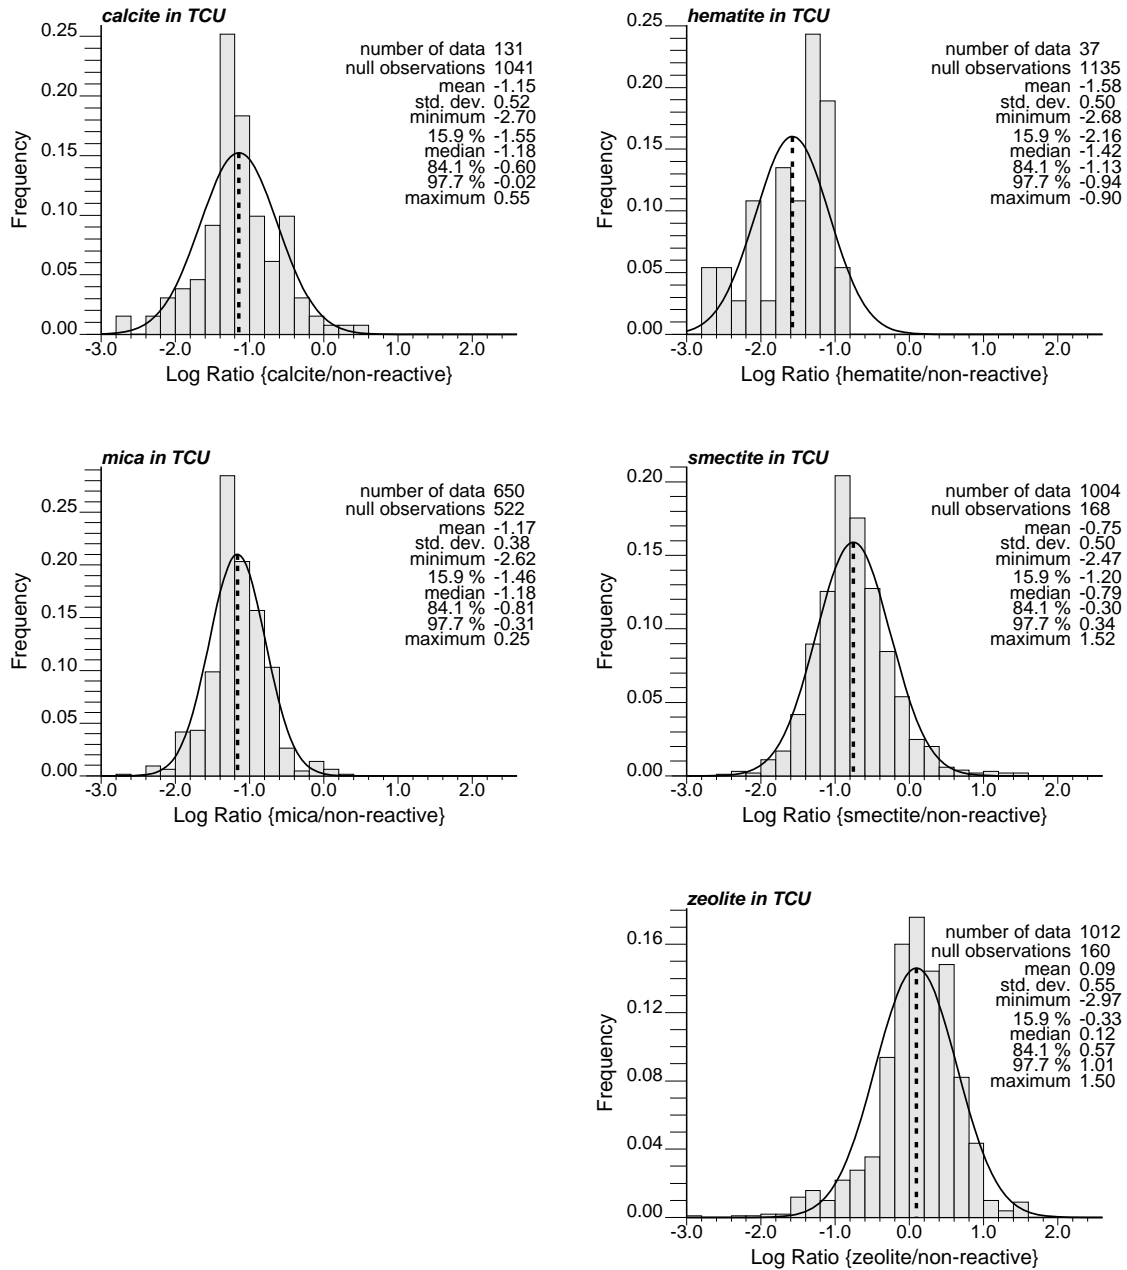 calcite in TCU
number of data 131
null observations 1041
mean -1.15
std. dev. 0.52
minimum -2.70
15.9 % -1.55
median -1.18
84.1 % -0.60
97.7 % -0.02
maximum 0.55
Frequency
0.25
0.20
0.15
0.10
0.05
0.00
-3.0 -2.0 -1.0 0.0 1.0 2.0
Log Ratio {calcite/non-reactive}
hematite in TCU
number of data 37
null observations 1135
mean -1.58
std. dev. 0.50
minimum -2.68
15.9 % -2.16
median -1.42
84.1 % -1.13
97.7 % -0.94
maximum -0.90
Frequency
0.25
0.20
0.15
0.10
0.05
0.00
-3.0 -2.0 -1.0 0.0 1.0 2.0
Log Ratio {hematite/non-reactive}
mica in TCU
number of data 650
null observations 522
mean -1.17
std. dev. 0.38
minimum -2.62
15.9 % -1.46
median -1.18
84.1 % -0.81
97.7 % -0.31
maximum 0.25
Frequency
0.25
0.20
0.15
0.10
0.05
0.00
-3.0 -2.0 -1.0 0.0 1.0 2.0
Log Ratio {mica/non-reactive}
smectite in TCU
number of data 1004
null observations 168
mean -0.75
std. dev. 0.50
minimum -2.47
15.9 % -1.20
median -0.79
84.1 % -0.30
97.7 % 0.34
maximum 1.52
Frequency
0.20
0.15
0.10
0.05
0.00
-3.0 -2.0 -1.0 0.0 1.0 2.0
Log Ratio {smectite/non-reactive}
zeolite in TCU
number of data 1012
null observations 160
mean 0.09
std. dev. 0.55
minimum -2.97
15.9 % -0.33
median 0.12
84.1 % 0.57
97.7 % 1.01
maximum 1.50
Frequency
0.16
0.12
0.08
0.04
0.00
-3.0 -2.0 -1.0 0.0 1.0 2.0
Log Ratio {zeolite/non-reactive}